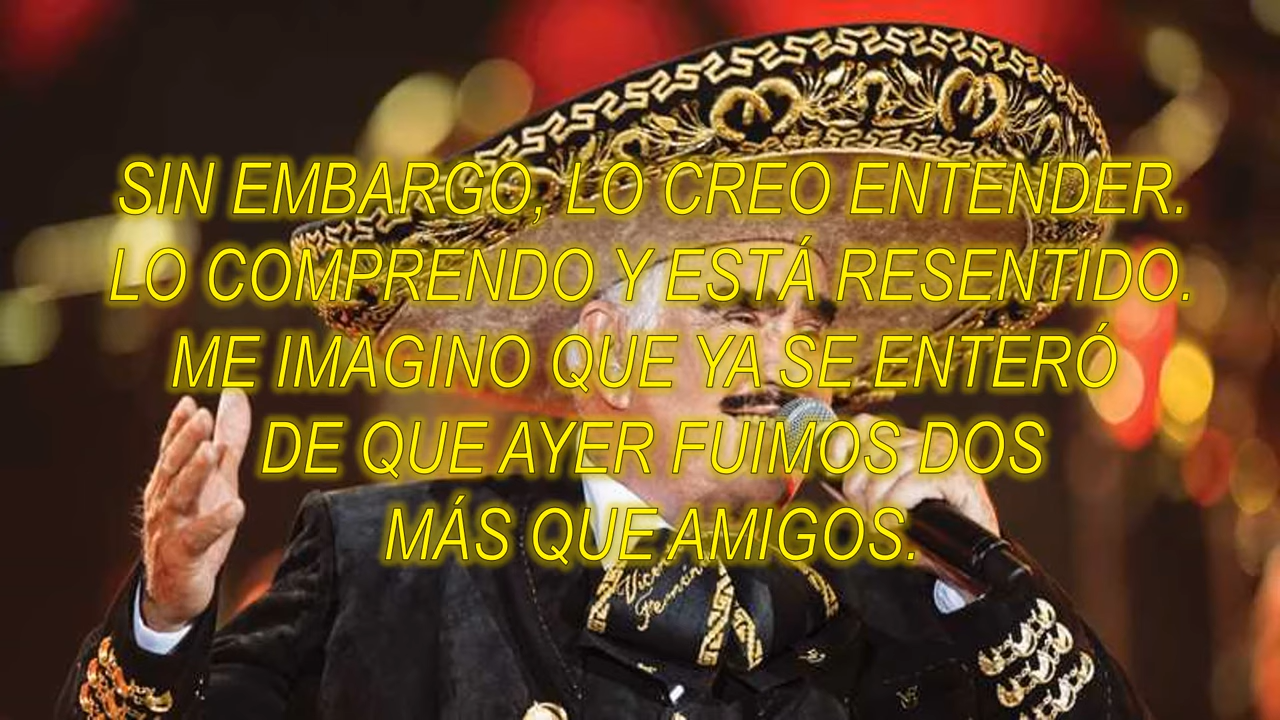 SIN EMBARGO, LO CREO ENTENDER.
LO COMPRENDO Y ESTÁ RESENTIDO.
ME IMAGINO QUE YA SE ENTERÓ
DE QUE AYER FUIMOS DOS
MÁS QUE AMIGOS.